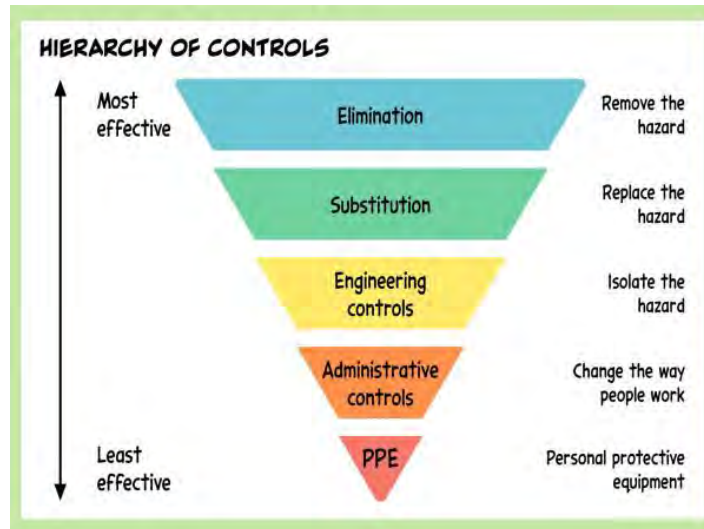 HIERARCHY OF CONTROLS
Most
effective
Elimination
Remove the
hazard
Substitution
Replace the
hazard
Engineering
controls
Isolate the
hazard
Administrative
controls
Change the way
people work
Least
effective
PPE
Personal protective
equipment